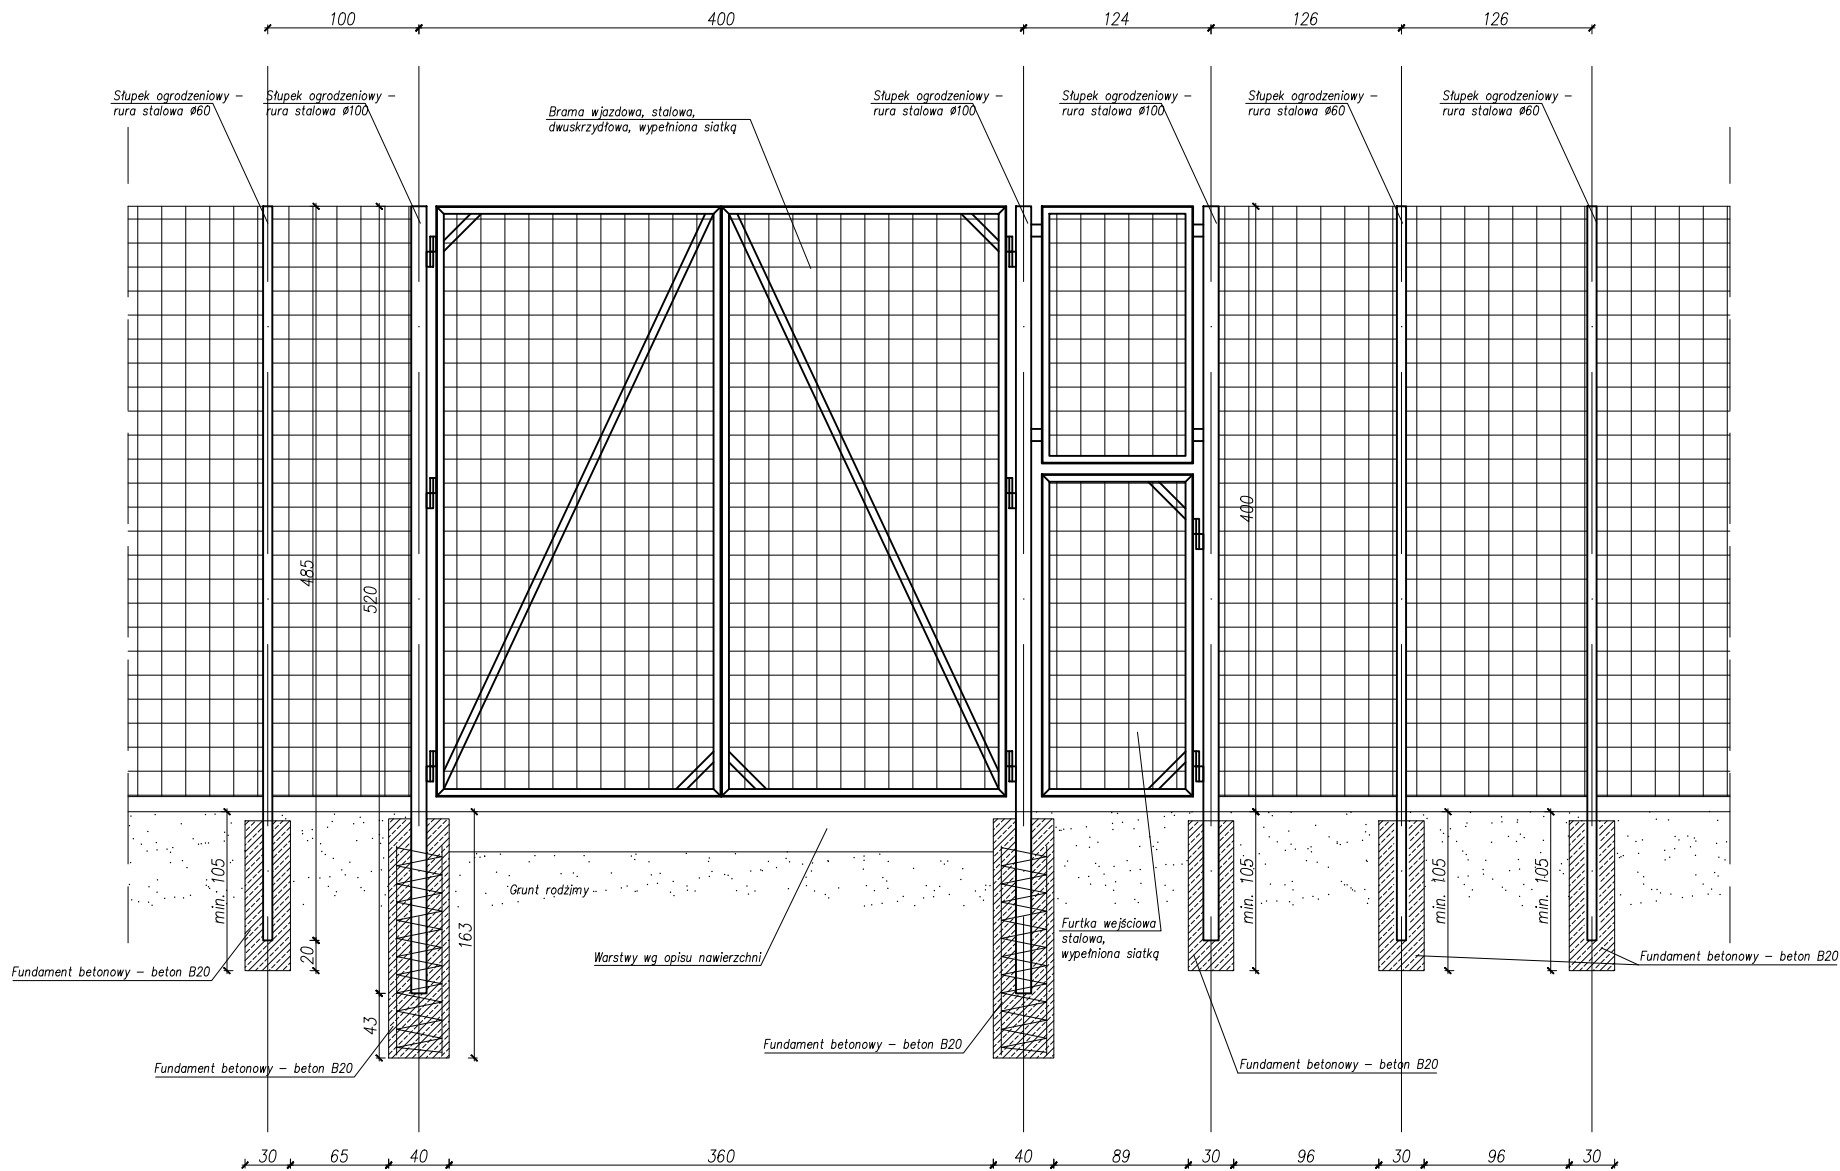 100
400
124
126
126
Słupek ogrodzeniowy –
rura stalowa Ø60
Słupek ogrodzeniowy –
rura stalowa Ø100
Brama wjazdowa, stalowa,
dwuskrzydłowa, wypełniona siatką
Słupek ogrodzeniowy –
rura stalowa Ø100
Słupek ogrodzeniowy –
rura stalowa Ø100
Słupek ogrodzeniowy –
rura stalowa Ø60
Słupek ogrodzeniowy –
rura stalowa Ø60
485
520
400
min. 105
20
43
163
Grunt rodzimy
Warstwy wg opisu nawierzchni
Furtka wejściowa
stalowa,
wypełniona siatką
min. 105
min. 105
min. 105
Fundament betonowy – beton B20
Fundament betonowy – beton B20
Fundament betonowy – beton B20
Fundament betonowy – beton B20
Fundament betonowy – beton B20
30
65
40
360
40
89
30
96
30
96
30